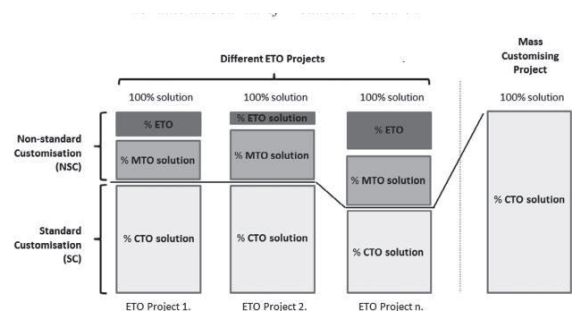 Mass
Customising
Project
Different ETO Projects
100% solution
100% solution
100% solution
100% solution
Non-standard
Customisation
(NSC)
% ETO
% ETO solution
% ETO
% MTO solution
% MTO solution
% MTO solution
Standard
Customisation
(SC)
% CTO solution
% CTO solution
% CTO solution
% CTO solution
ETO Project 1.
ETO Project 2.
ETO Project n.